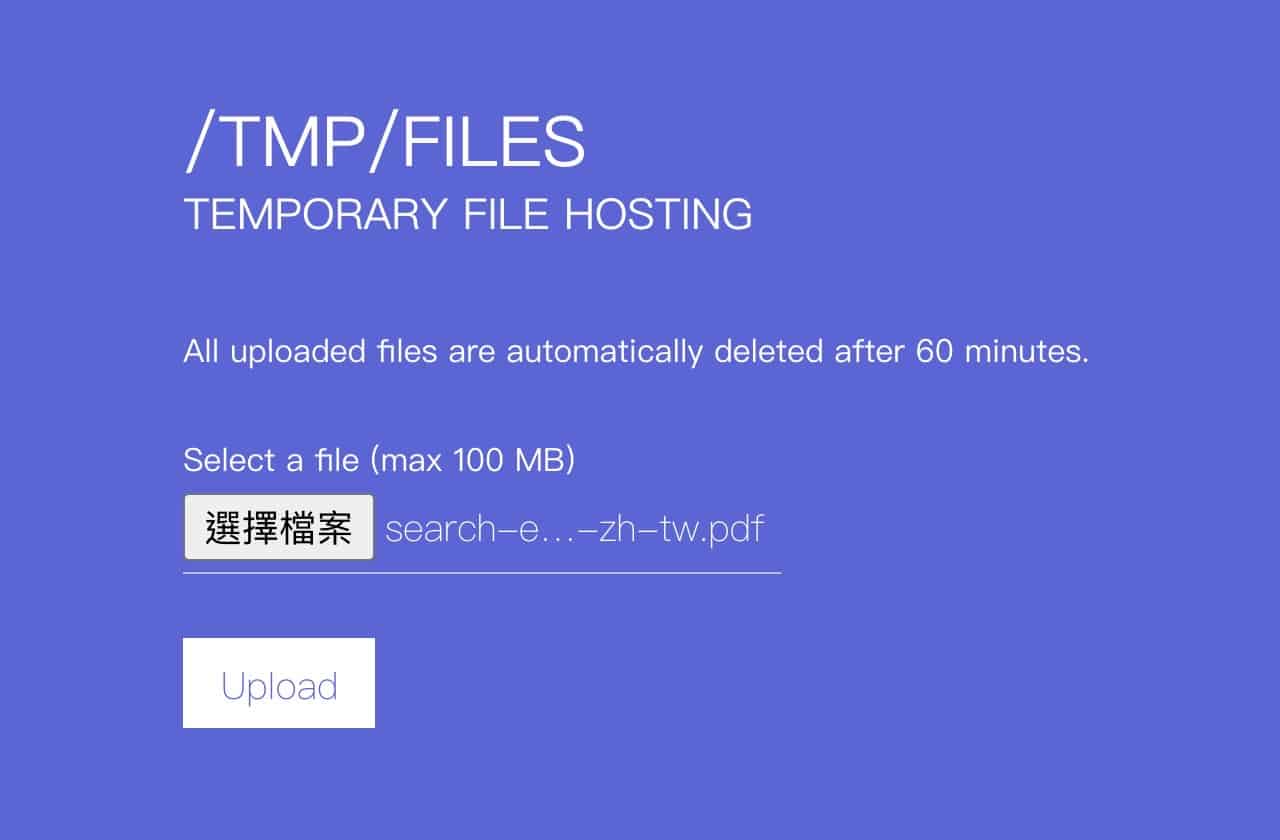 /TMP/FILES
TEMPORARY FILE HOSTING
All uploaded files are automatically deleted after 60 minutes.
Select a file (max 100 MB)
選擇檔案 search-e...-zh-tw.pdf
Upload